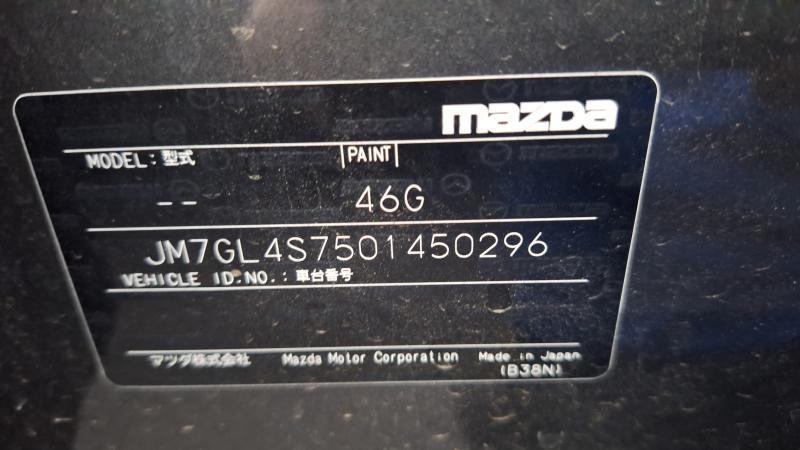 mazda
MODEL:型式 PAINT
-- 46G
JM7GL4S7501450296
VEHICLE ID.NO.:車台番号
マツダ株式会社 Mazda Motor Corporation Made in Japan
(B38N)